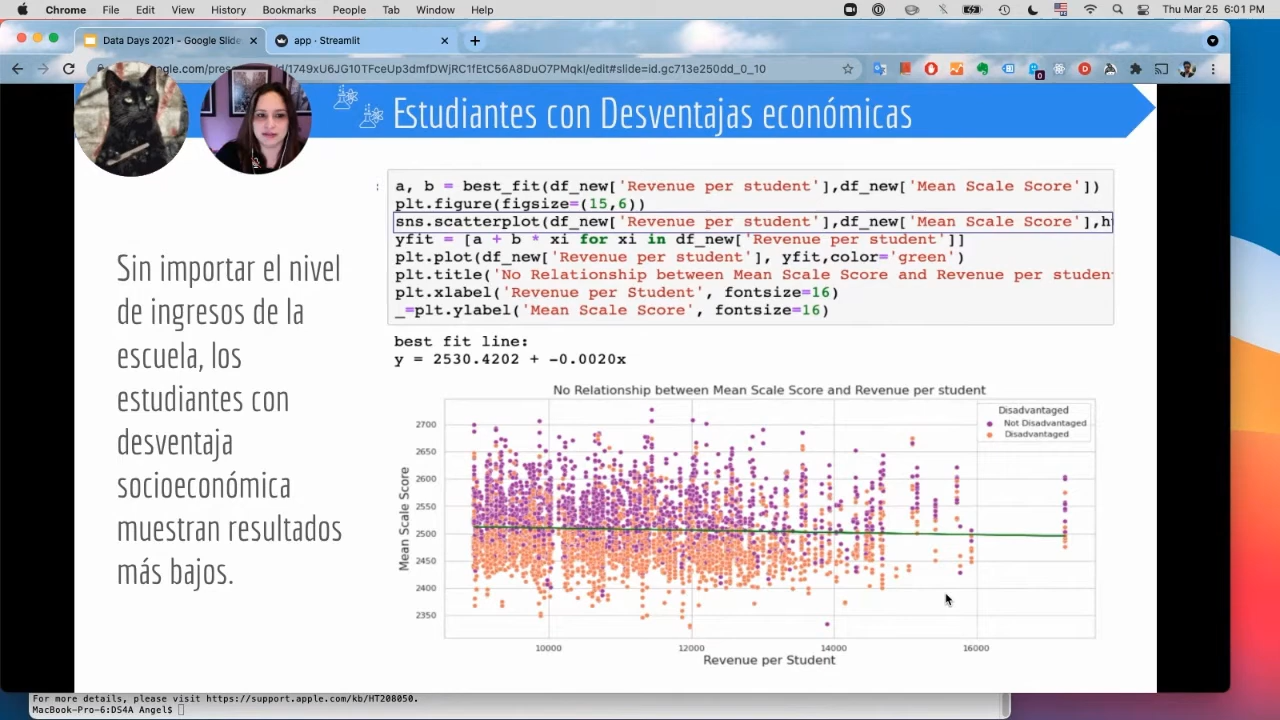 Chrome File Edit View History Bookmarks People Tab Window Help Thu Mar 25 6:01 PM
Data Days 2021 - Google Slide app · Streamlit
oogle.com/pres d/1749xU6JG10TFceUp3dmfDWjRC1fEtC56A8DuO7PMqkI/edit#slide=id.gc713e250dd_0_10
Estudiantes con Desventajas económicas
a, b = best_fit(df_new['Revenue per student'],df_new['Mean Scale Score'])
plt.figure(figsize=(15,6))
sns.scatterplot(df_new['Revenue per student'],df_new['Mean Scale Score'],h
yfit = [a + b * xi for xi in df_new['Revenue per student']]
plt.plot(df_new['Revenue per student'], yfit,color='green')
plt.title('No Relationship between Mean Scale Score and Revenue per studen
plt.xlabel('Revenue per Student', fontsize=16)
_=plt.ylabel('Mean Scale Score', fontsize=16)
best fit line:
y = 2530.4202 + -0.0020x
Sin importar el nivel
de ingresos de la
escuela, los
estudiantes con
desventaja
socioeconómica
muestran resultados
más bajos.
No Relationship between Mean Scale Score and Revenue per student
Disadvantaged
Not Disadvantaged
Disadvantaged
Mean Scale Score
2700
2650
2600
2550
2500
2450
2400
2350
10000 12000 14000 16000
Revenue per Student
For more details, please visit https://support.apple.com/kb/HT208050.
MacBook-Pro-6:DS4A Angel$